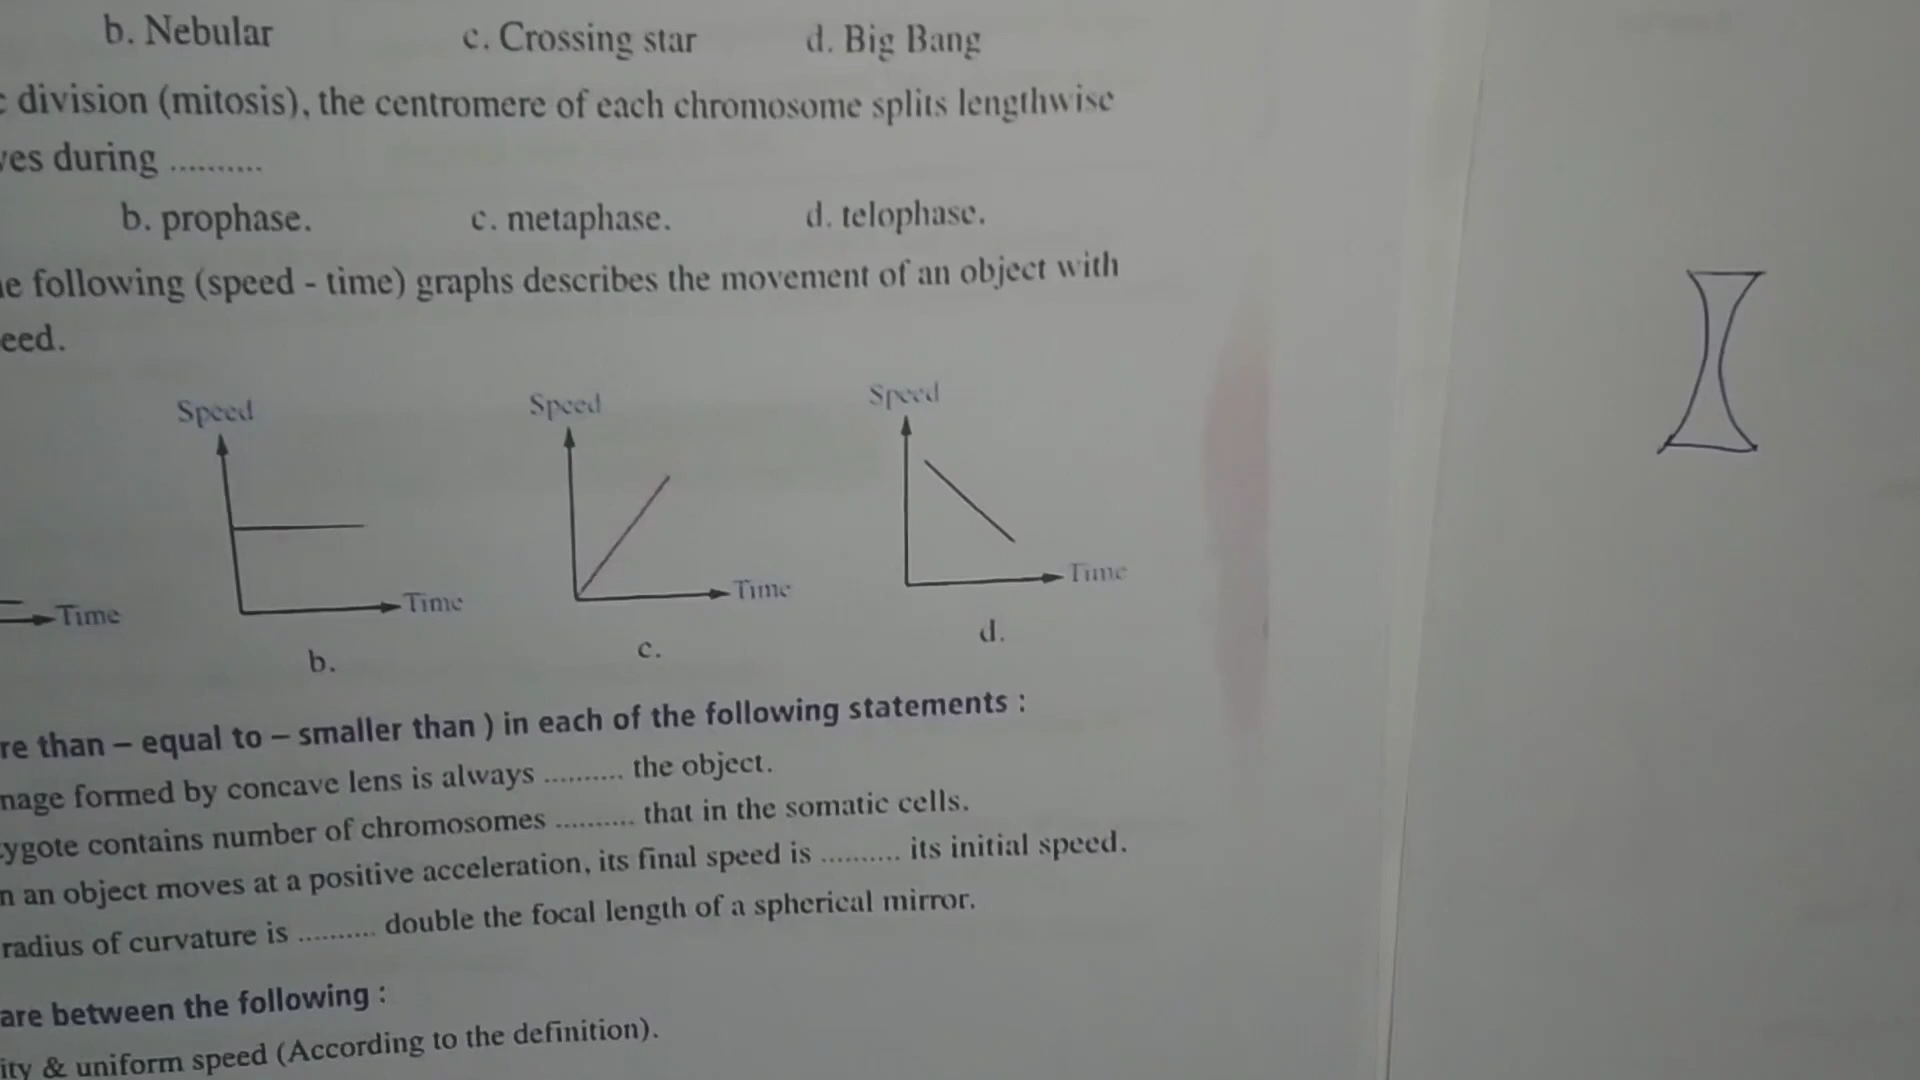 b. Nebular c. Crossing star d. Big Bang
division (mitosis), the centromere of each chromosome splits lengthwise
ves during ..........
b. prophase. c. metaphase. d. telophase.
e following (speed - time) graphs describes the movement of an object with
eed.
Speed Speed Speed
Time Time Time Time
b. c. d.
re than – equal to – smaller than ) in each of the following statements :
nage formed by concave lens is always .......... the object.
ygote contains number of chromosomes .......... that in the somatic cells.
n an object moves at a positive acceleration, its final speed is .......... its initial speed.
radius of curvature is .......... double the focal length of a spherical mirror.
are between the following :
ity & uniform speed (According to the definition).